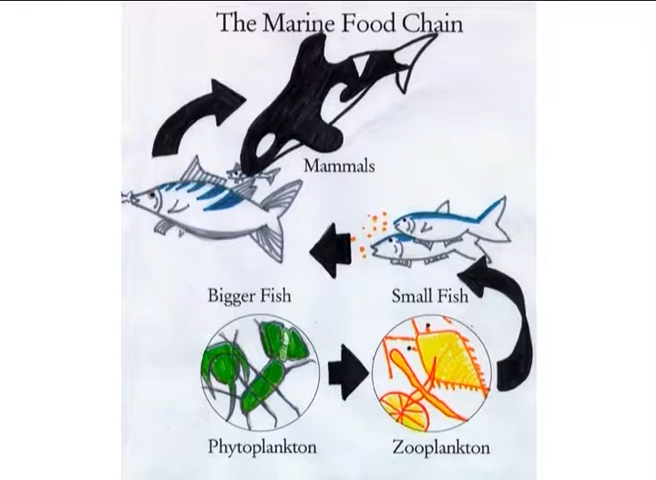 The Marine Food Chain
Mammals
Bigger Fish
Small Fish
Phytoplankton
Zooplankton